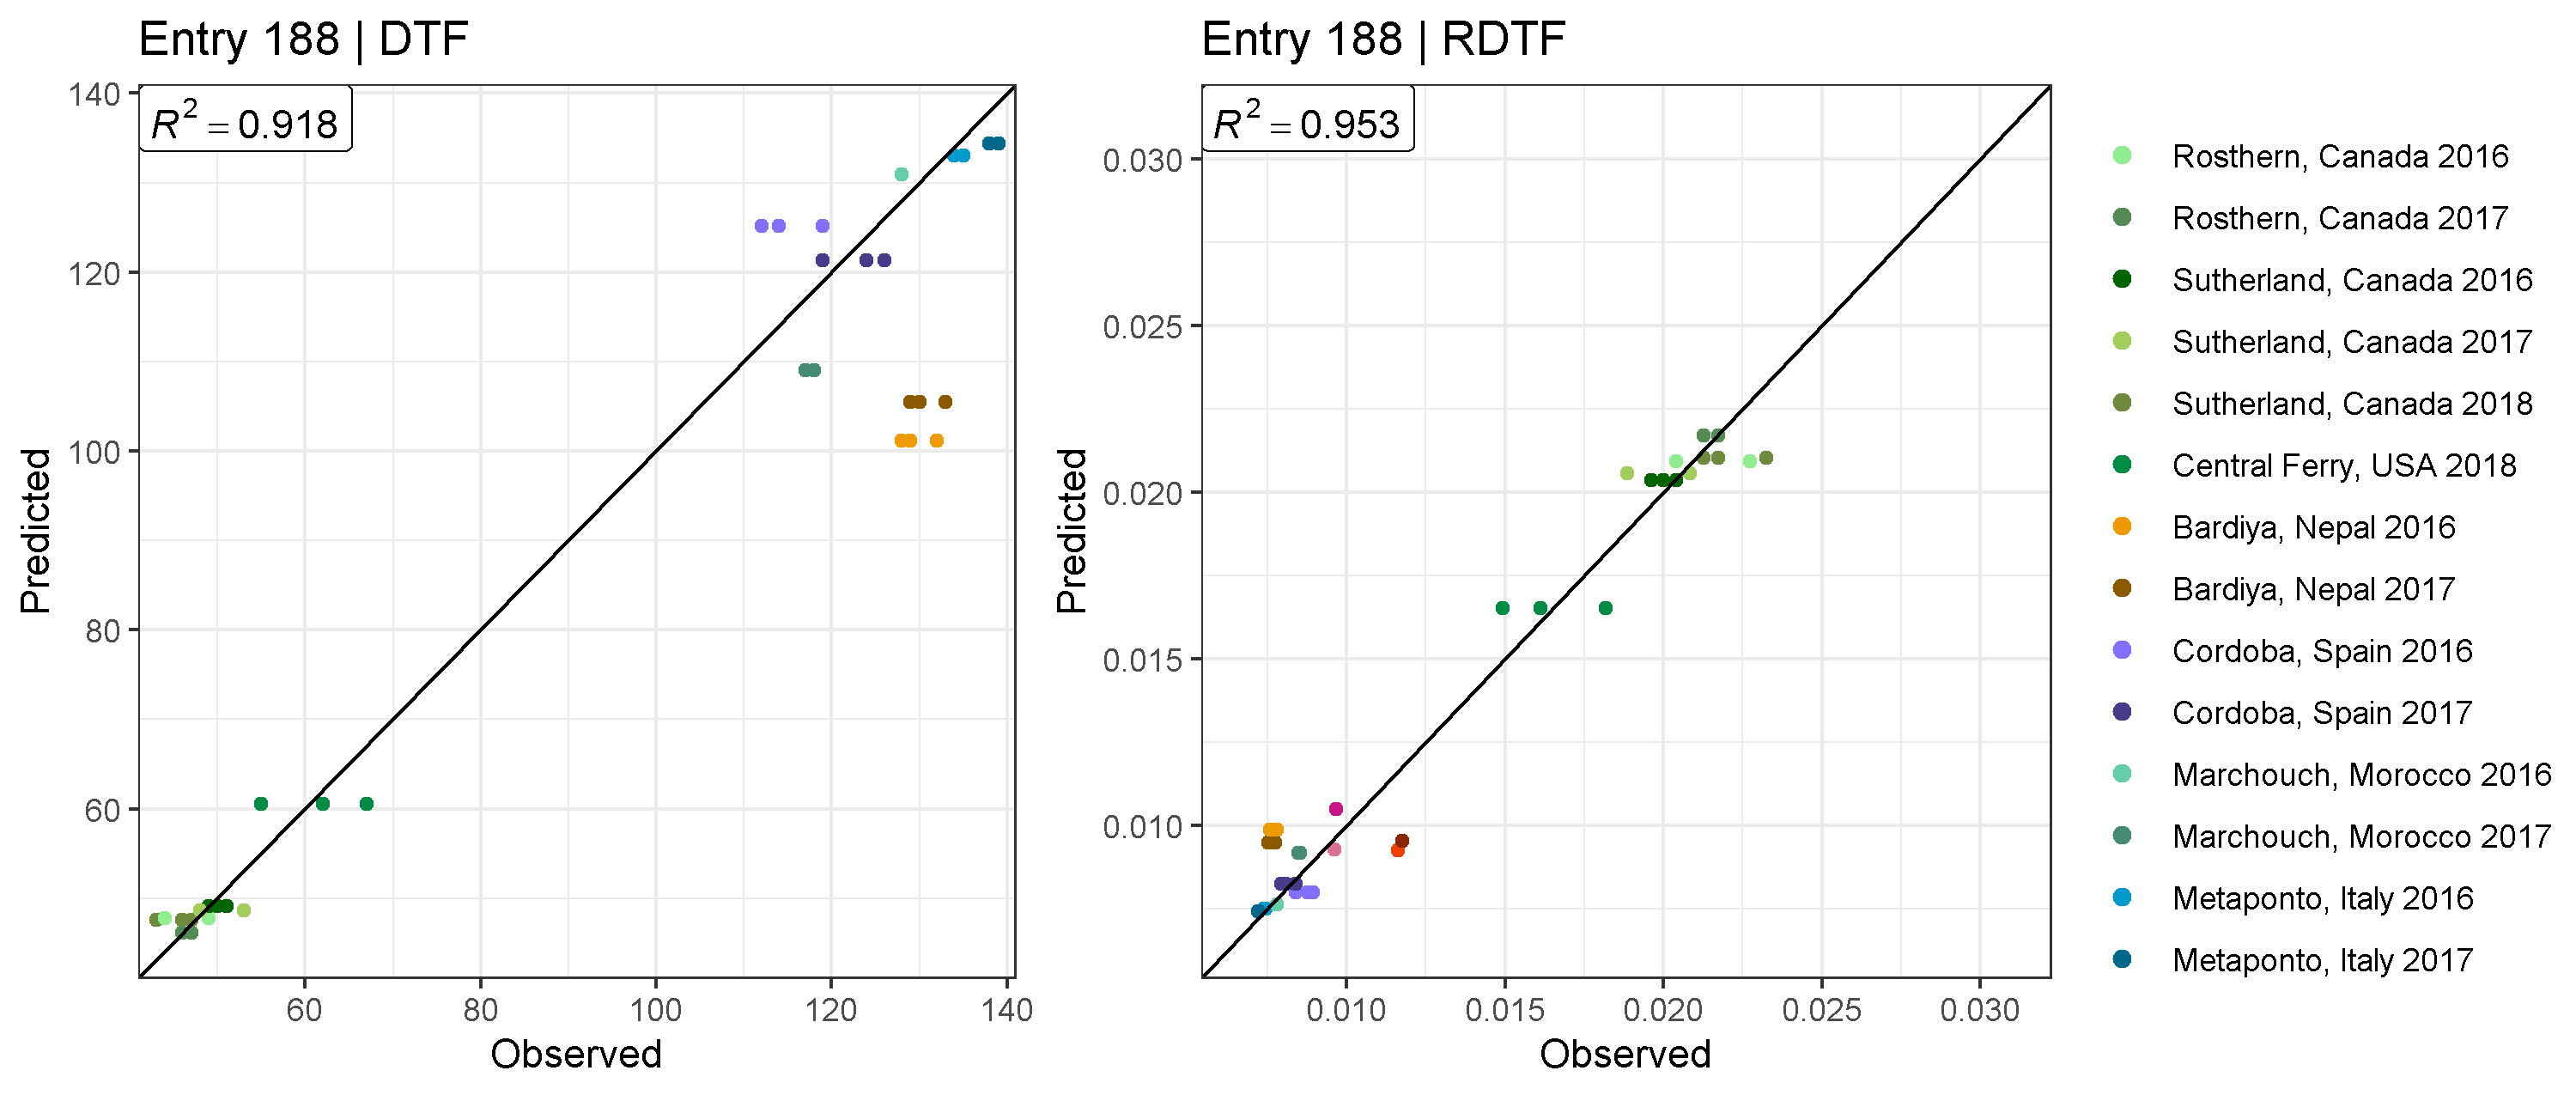 Entry 188 | DTF
R² = 0.918
140
120
100
80
60
60
80
100
120
140
Observed
Predicted
Entry 188 | RDTF
R² = 0.953
0.030
0.025
0.020
0.015
0.010
0.010
0.015
0.020
0.025
0.030
Observed
Predicted
Rosthern, Canada 2016
Rosthern, Canada 2017
Sutherland, Canada 2016
Sutherland, Canada 2017
Sutherland, Canada 2018
Central Ferry, USA 2018
Bardiya, Nepal 2016
Bardiya, Nepal 2017
Cordoba, Spain 2016
Cordoba, Spain 2017
Marchouch, Morocco 2016
Marchouch, Morocco 2017
Metaponto, Italy 2016
Metaponto, Italy 2017